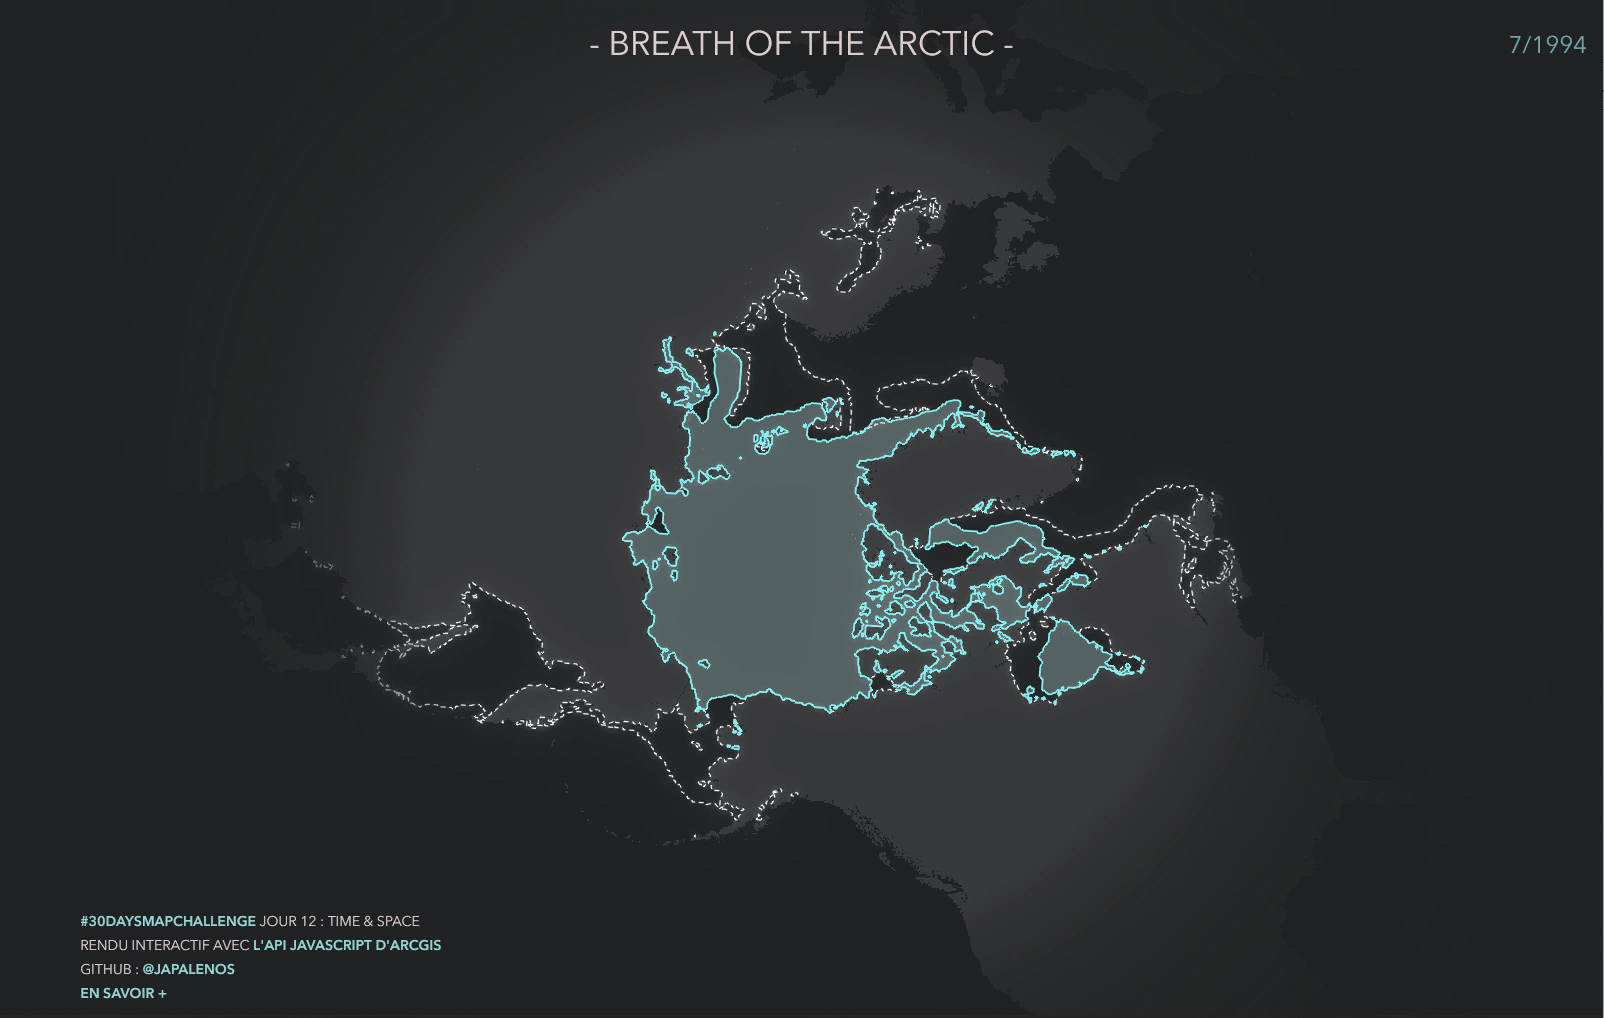 - BREATH OF THE ARCTIC -
7/1994
#30DAYSMAPCHALLENGE JOUR 12 : TIME & SPACE
RENDU INTERACTIF AVEC L'API JAVASCRIPT D'ARCGIS
GITHUB : @JAPALENOS
EN SAVOIR +